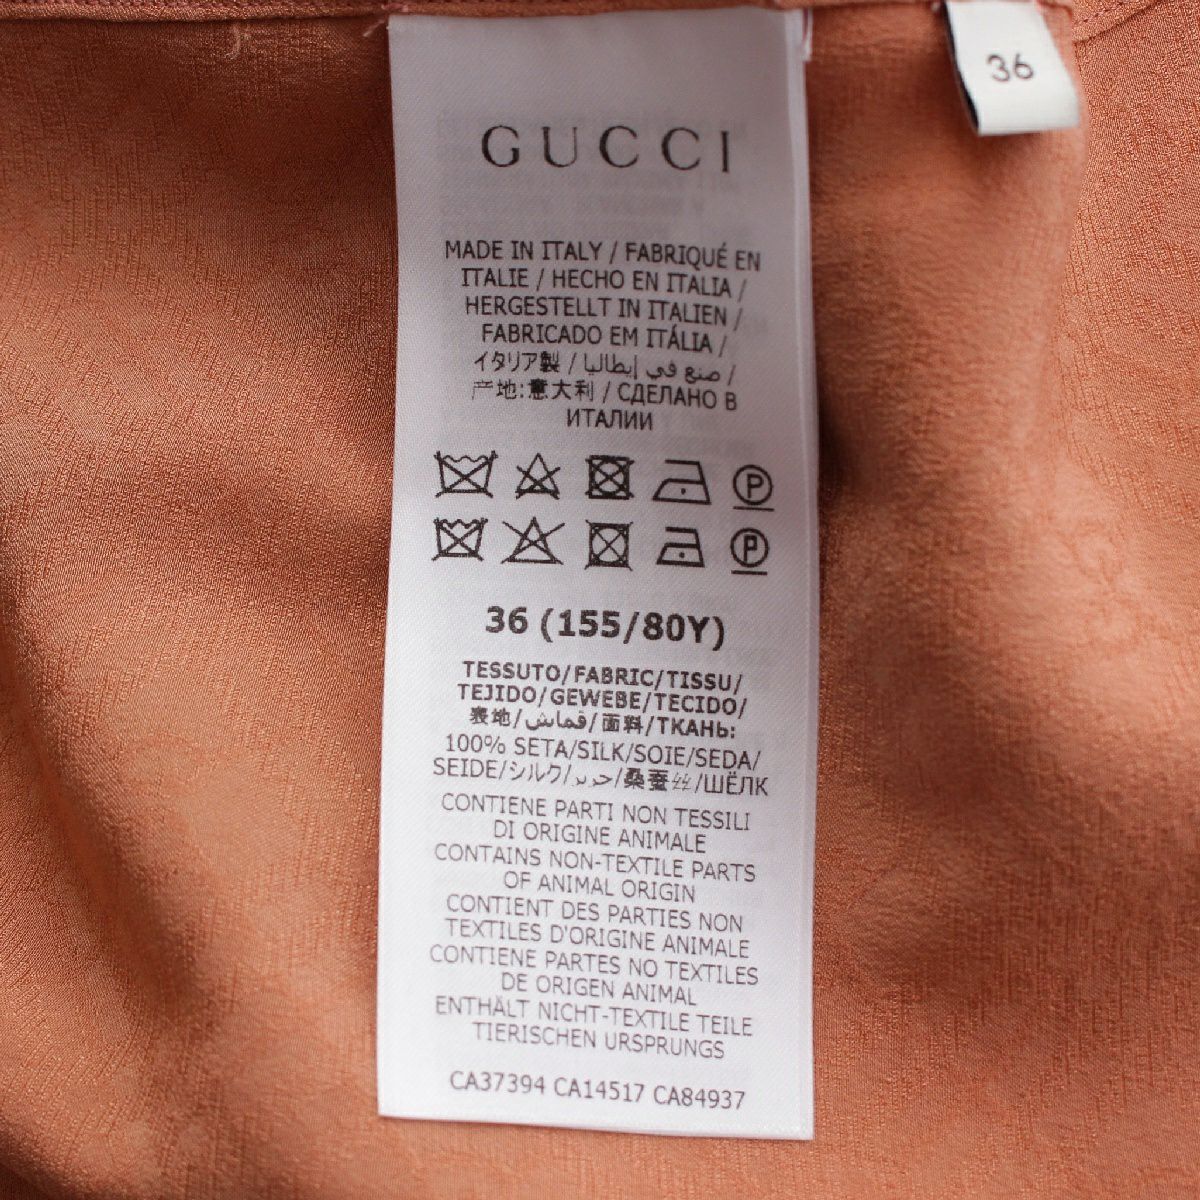 36
GUCCI
MADE IN ITALY / FABRIQUÉ EN
ITALIE / HECHO EN ITALIA /
HERGESTELLT IN ITALIEN /
FABRICADO EM ITÁLIA /
イタリア製 / صنع في إيطاليا /
产地:意大利 / СДЕЛАНО В
ИТАЛИИ
P
P
36 (155/80Y)
TESSUTO/FABRIC/TISSU/
TEJIDO/GEWEBE/TECIDO/
表地/قماش/面料/ТКАНЬ:
100% SETA/SILK/SOIE/SEDA/
SEIDE/シルク/حرير/桑蚕丝/ШЁЛК
CONTIENE PARTI NON TESSILI
DI ORIGINE ANIMALE
CONTAINS NON-TEXTILE PARTS
OF ANIMAL ORIGIN
CONTIENT DES PARTIES NON
TEXTILES D'ORIGINE ANIMALE
CONTIENE PARTES NO TEXTILES
DE ORIGEN ANIMAL
ENTHÄLT NICHT-TEXTILE TEILE
TIERISCHEN URSPRUNGS
CA37394 CA14517 CA84937